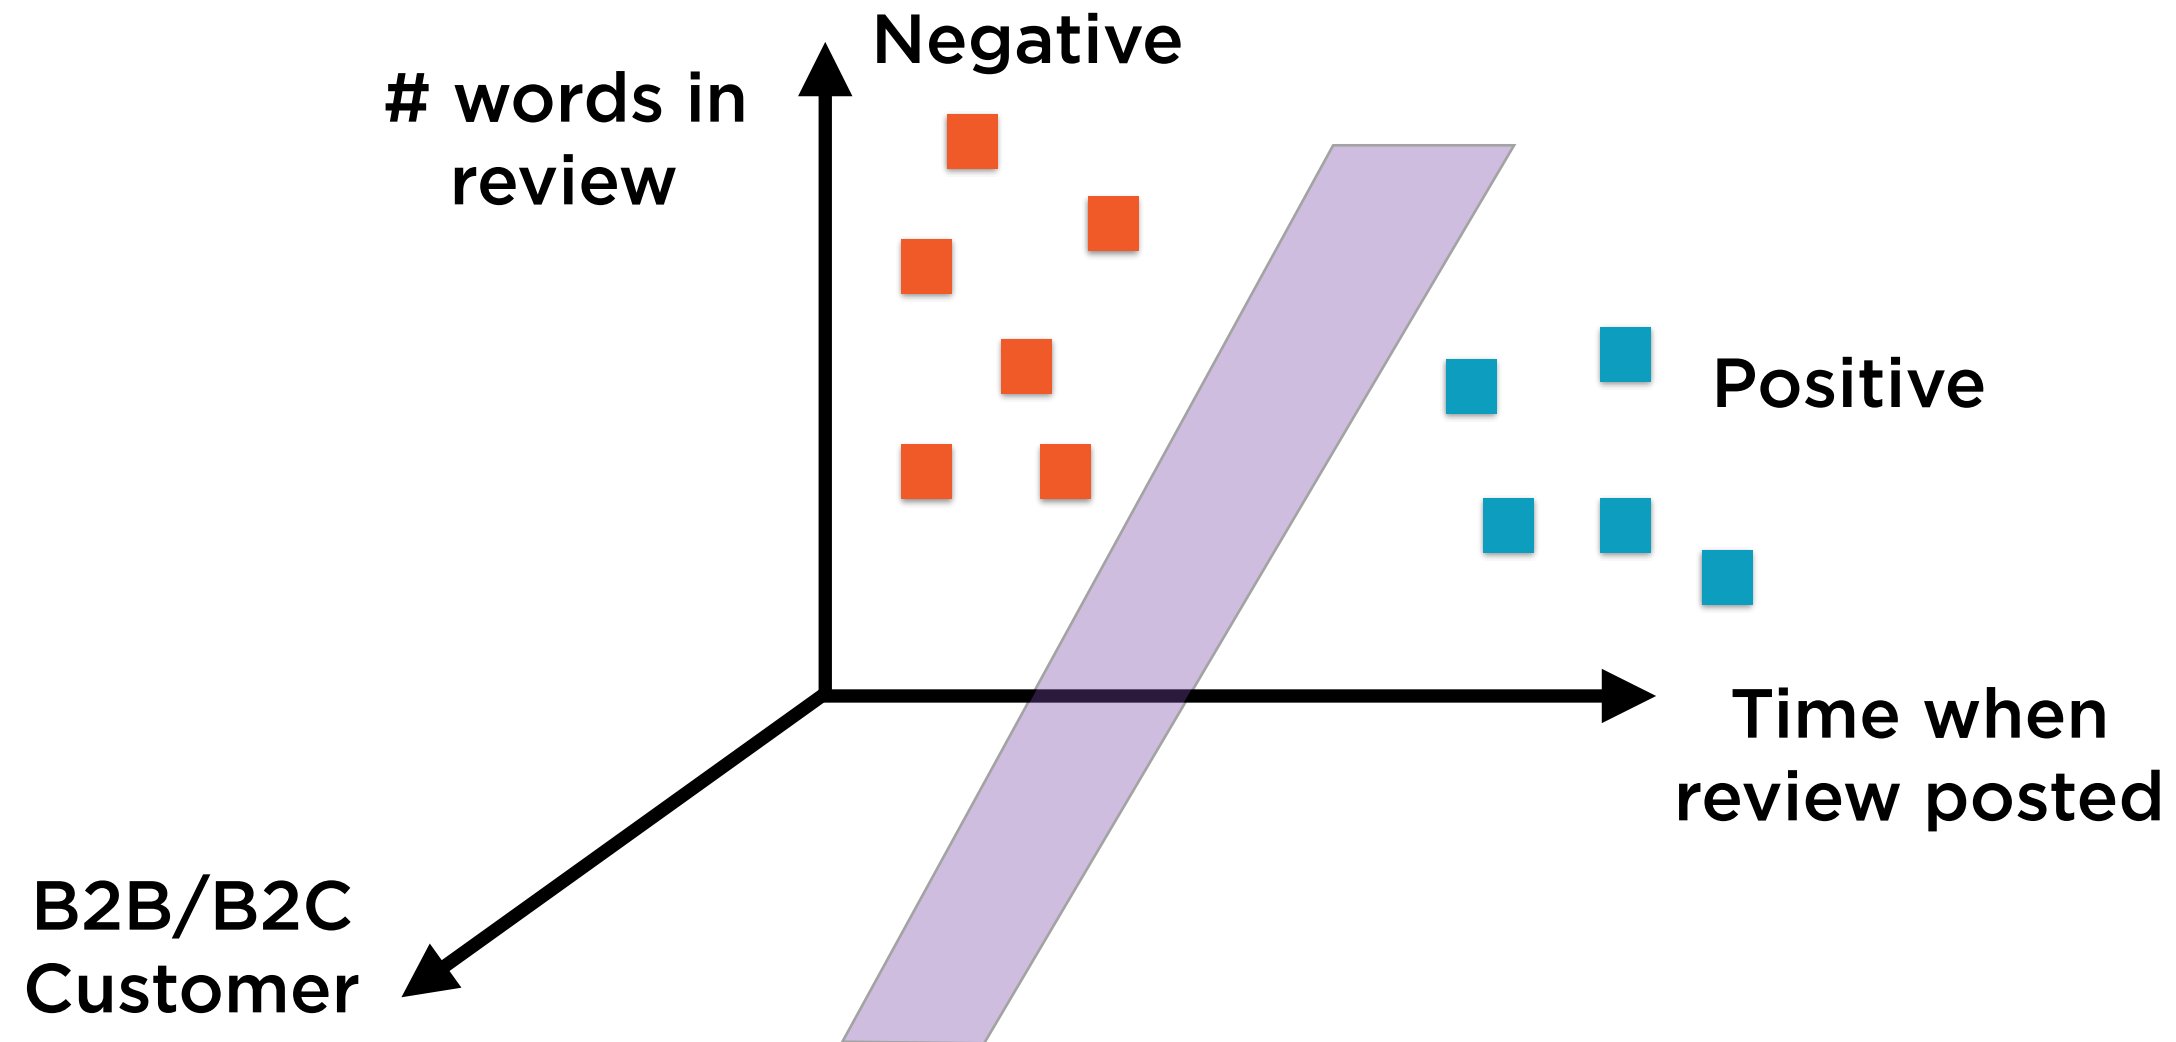 Negative
# words in
review
Positive
Time when
review posted
B2B/B2C
Customer